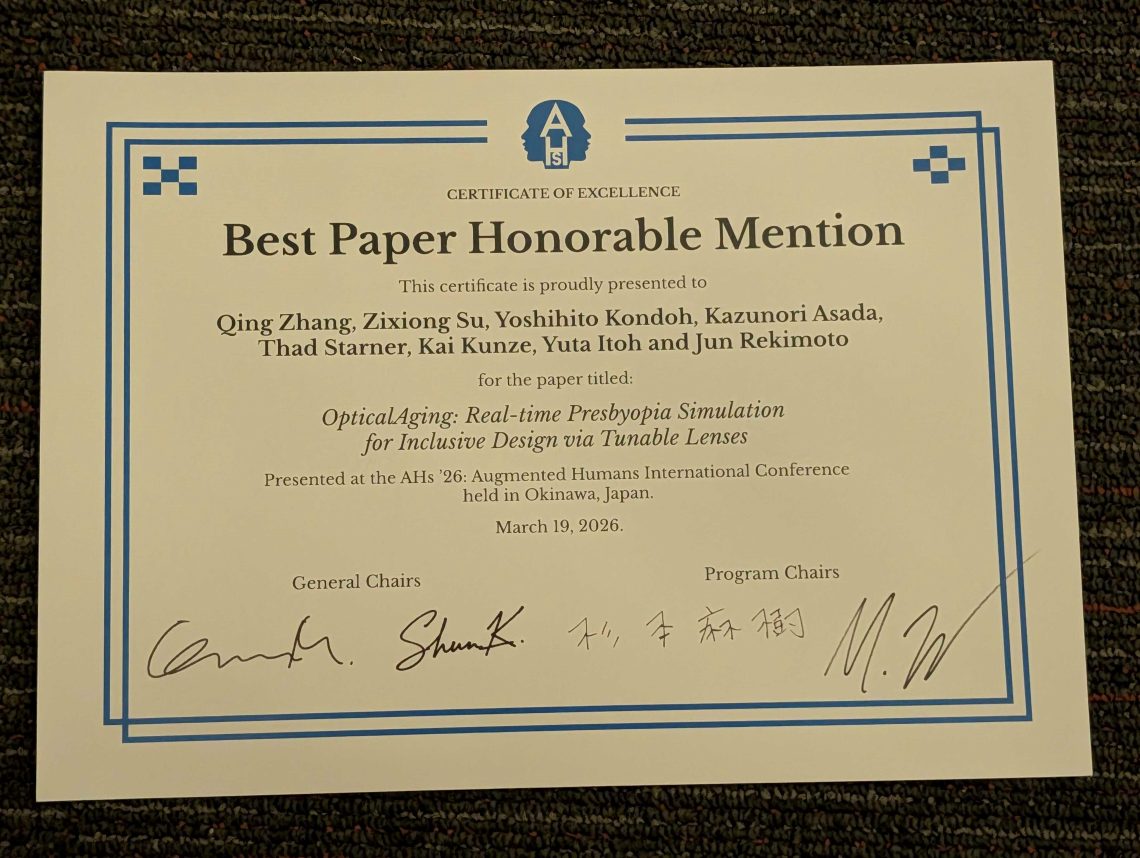 AHs
CERTIFICATE OF EXCELLENCE
Best Paper Honorable Mention
This certificate is proudly presented to
Qing Zhang, Zixiong Su, Yoshihito Kondoh, Kazunori Asada,
Thad Starner, Kai Kunze, Yuta Itoh and Jun Rekimoto
for the paper titled:
OpticalAging: Real-time Presbyopia Simulation
for Inclusive Design via Tunable Lenses
Presented at the AHs ’26: Augmented Humans International Conference
held in Okinawa, Japan.
March 19, 2026.
General Chairs
Program Chairs
Shun K.
杉本麻樹